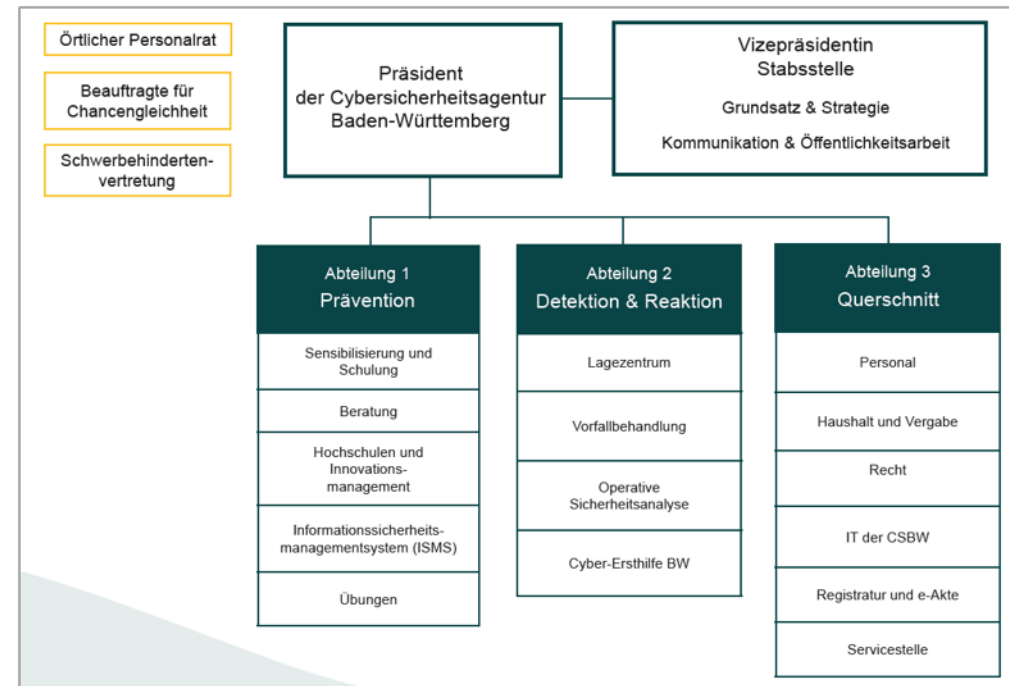 Örtlicher Personalrat
Beauftragte für
Chancengleichheit
Schwerbehinderten-
vertretung
Präsident
der Cybersicherheitsagentur
Baden-Württemberg
Vizepräsidentin
Stabsstelle
Grundsatz & Strategie
Kommunikation & Öffentlichkeitsarbeit
Abteilung 1
Prävention
Sensibilisierung und
Schulung
Beratung
Hochschulen und
Innovations-
management
Informationssicherheits-
managementsystem (ISMS)
Übungen
Abteilung 2
Detektion & Reaktion
Lagezentrum
Vorfallbehandlung
Operative
Sicherheitsanalyse
Cyber-Ersthilfe BW
Abteilung 3
Querschnitt
Personal
Haushalt und Vergabe
Recht
IT der CSBW
Registratur und e-Akte
Servicestelle